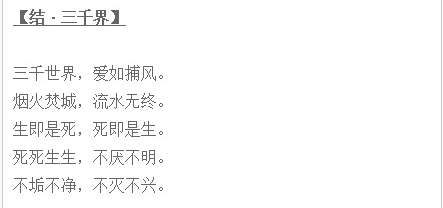 【结·三千界】
三千世界，爱如捕风。
烟火焚城，流水无终。
生即是死，死即是生。
死死生生，不厌不明。
不垢不净，不灭不兴。